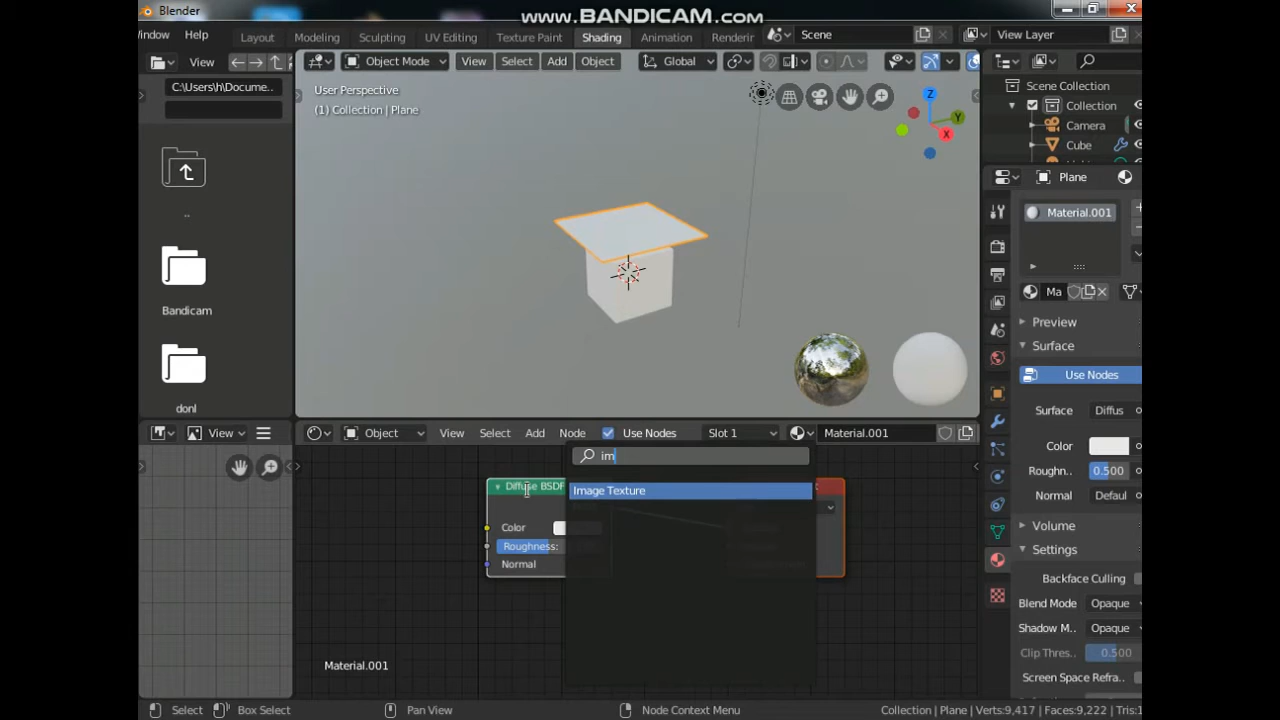 Blender
www.BANDICAM.com
Window Help
Layout Modeling Sculpting UV Editing Texture Paint Shading Animation Renderin
Scene
View Layer
View
C:\Users\h\Docume..
Object Mode View Select Add Object Global
User Perspective
(1) Collection | Plane
Z
Y
X
Scene Collection
Collection
Camera
Cube
Plane
Material.001
Ma
Preview
Surface
Use Nodes
Surface Diffus
Color
Roughn.. 0.500
Normal Defaul
Volume
Settings
Backface Culling
Blend Mode Opaque
Shadow M.. Opaque
Clip Thres.. 0.500
Screen Space Refra..
..
Bandicam
donl
View
Object View Select Add Node Use Nodes Slot 1 Material.001
im
Image Texture
Diffuse BSDF
Color
Roughness:
Normal
Material.001
Select Box Select Pan View Node Context Menu
Collection | Plane | Verts:9,417 | Faces:9,222 | Tris:1